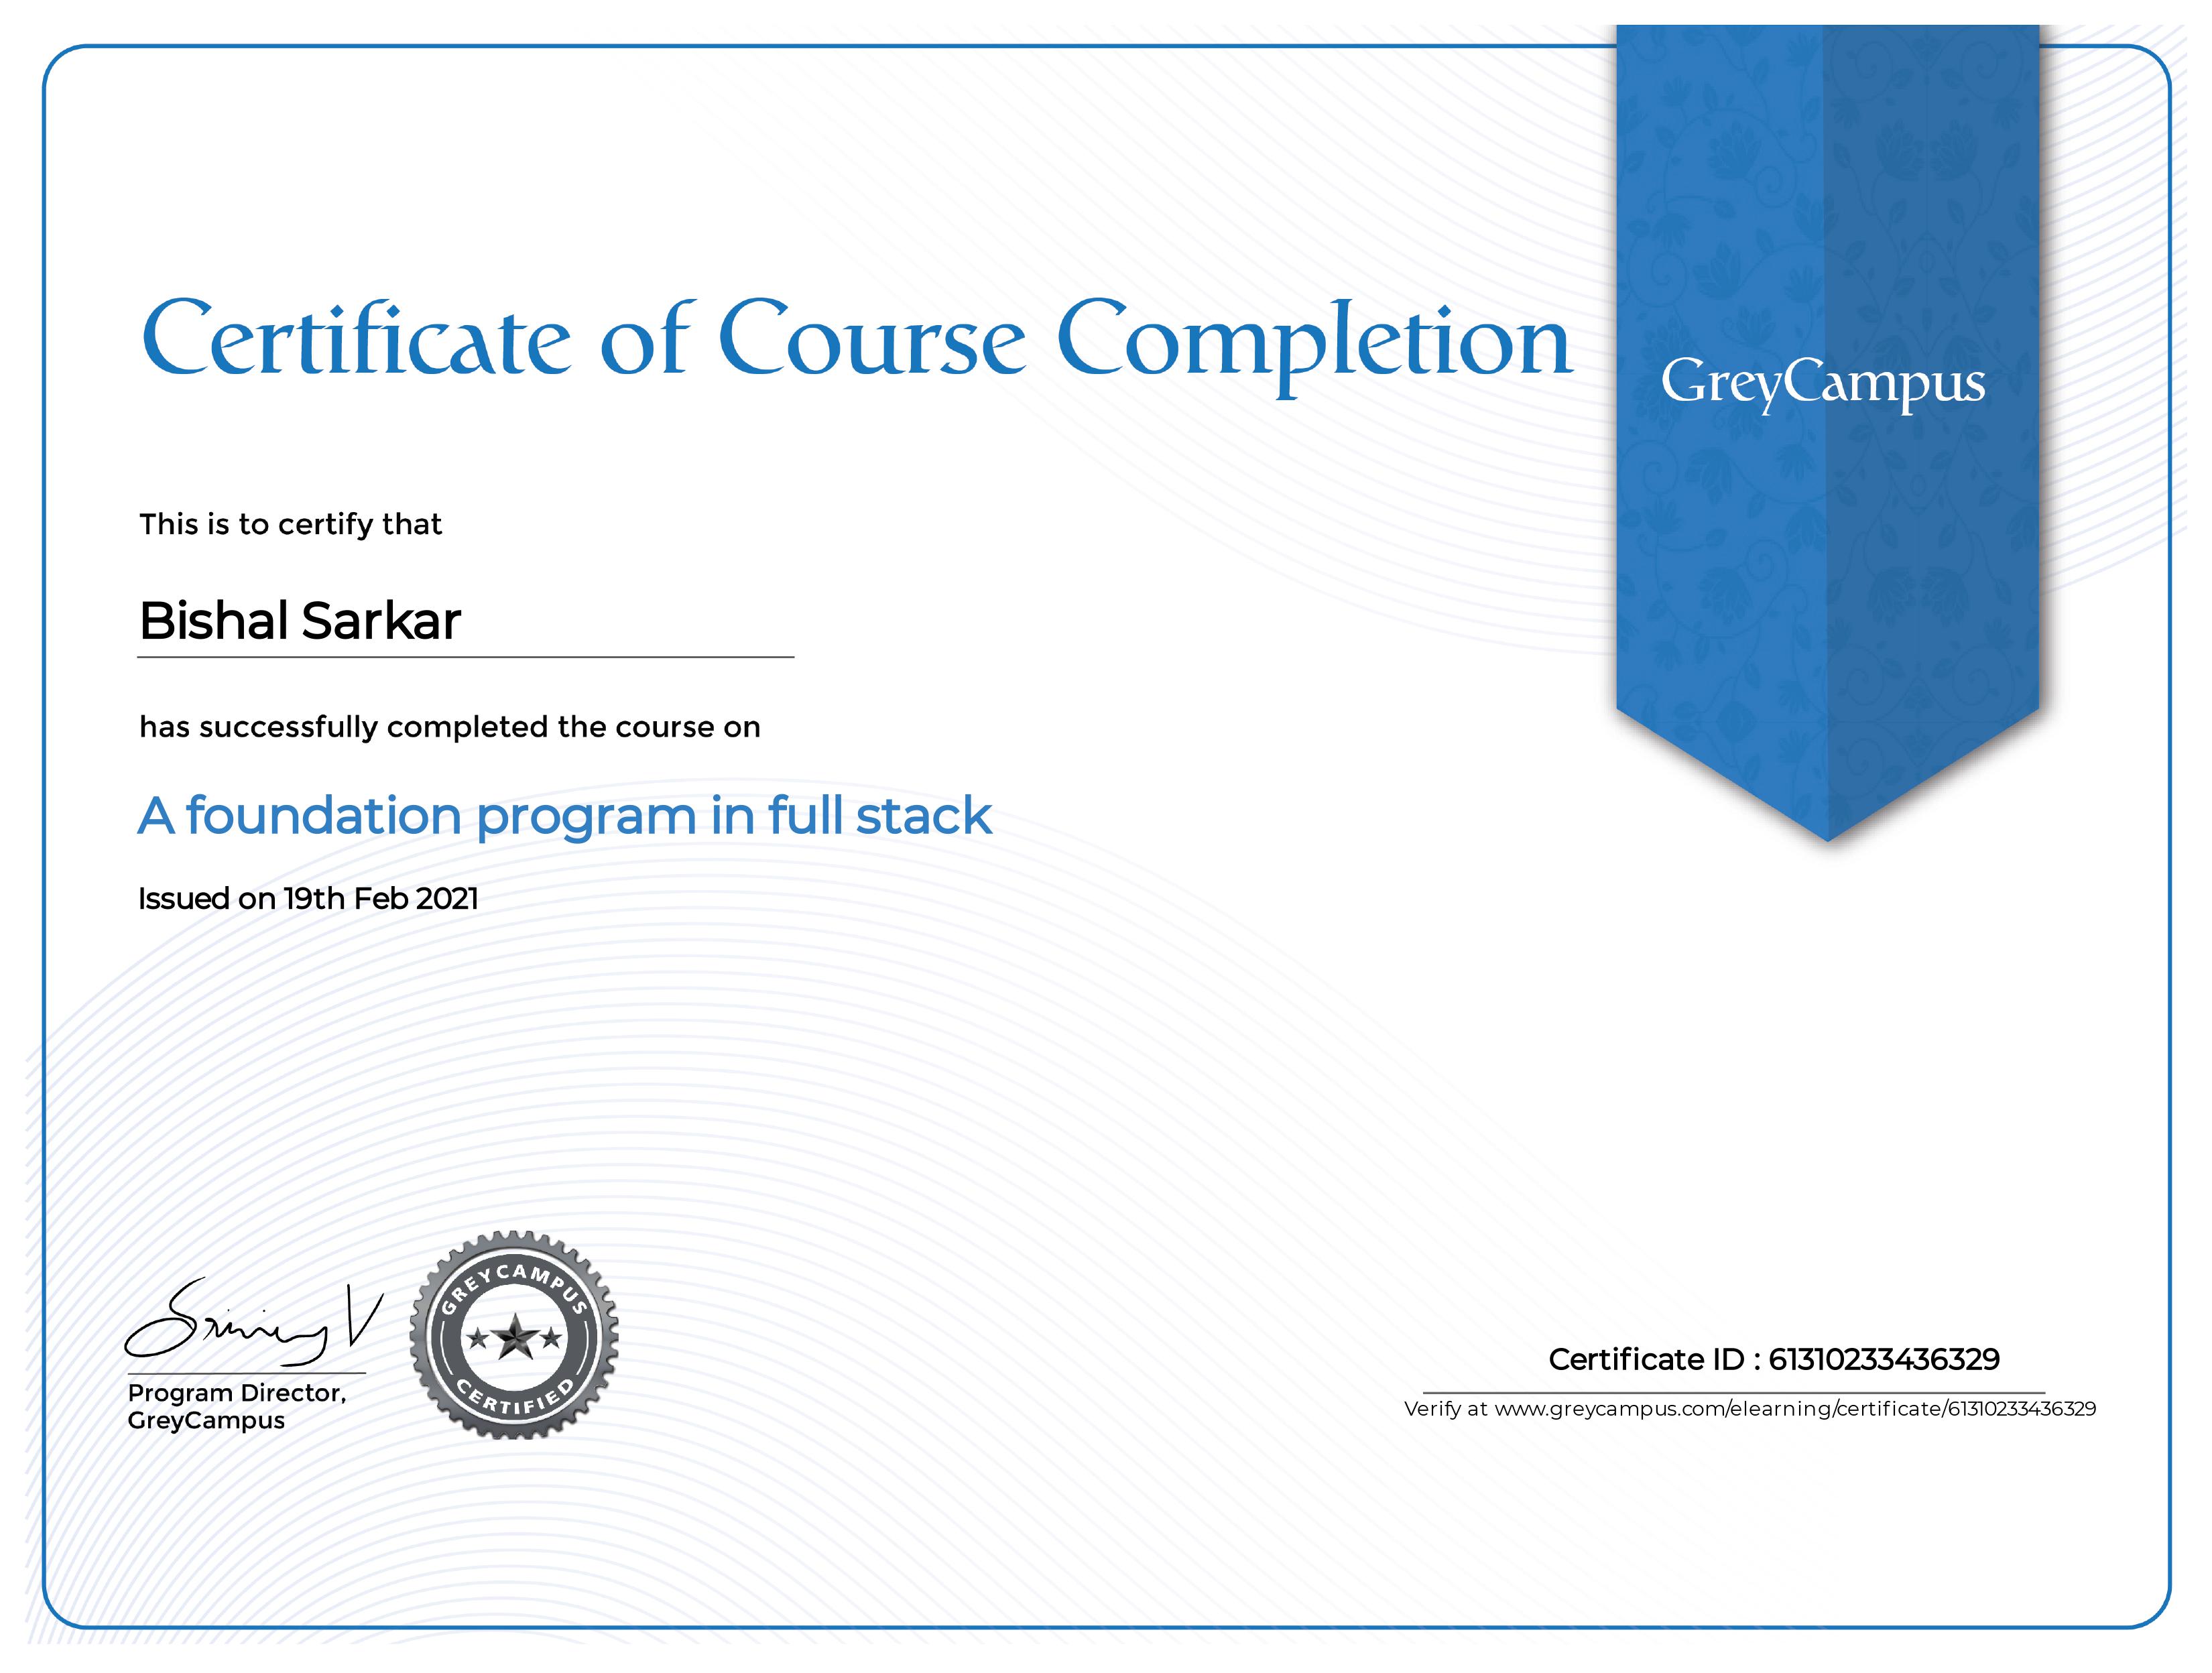 Certificate of Course Completion
GreyCampus
This is to certify that
Bishal Sarkar
has successfully completed the course on
A foundation program in full stack
Issued on 19th Feb 2021
Program Director,
GreyCampus
GREYCAMPUS
CERTIFIED
Certificate ID : 61310233436329
Verify at www.greycampus.com/elearning/certificate/61310233436329